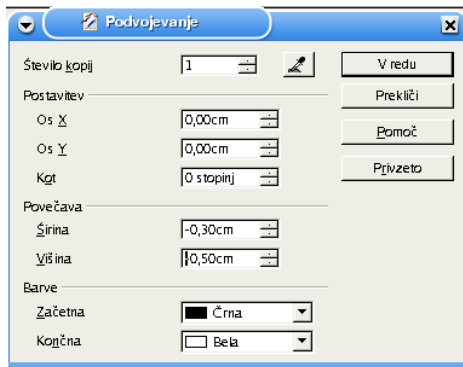 Podvojevanje
Število kopij 1
V redu
Prekliči
Postavitev
Os X 0,00cm
Pomoč
Os Y 0,00cm
Privzeto
Kot 0 stopinj
Povečava
Širina -0,30cm
Višina -0,50cm
Barve
Začetna Črna
Končna Bela